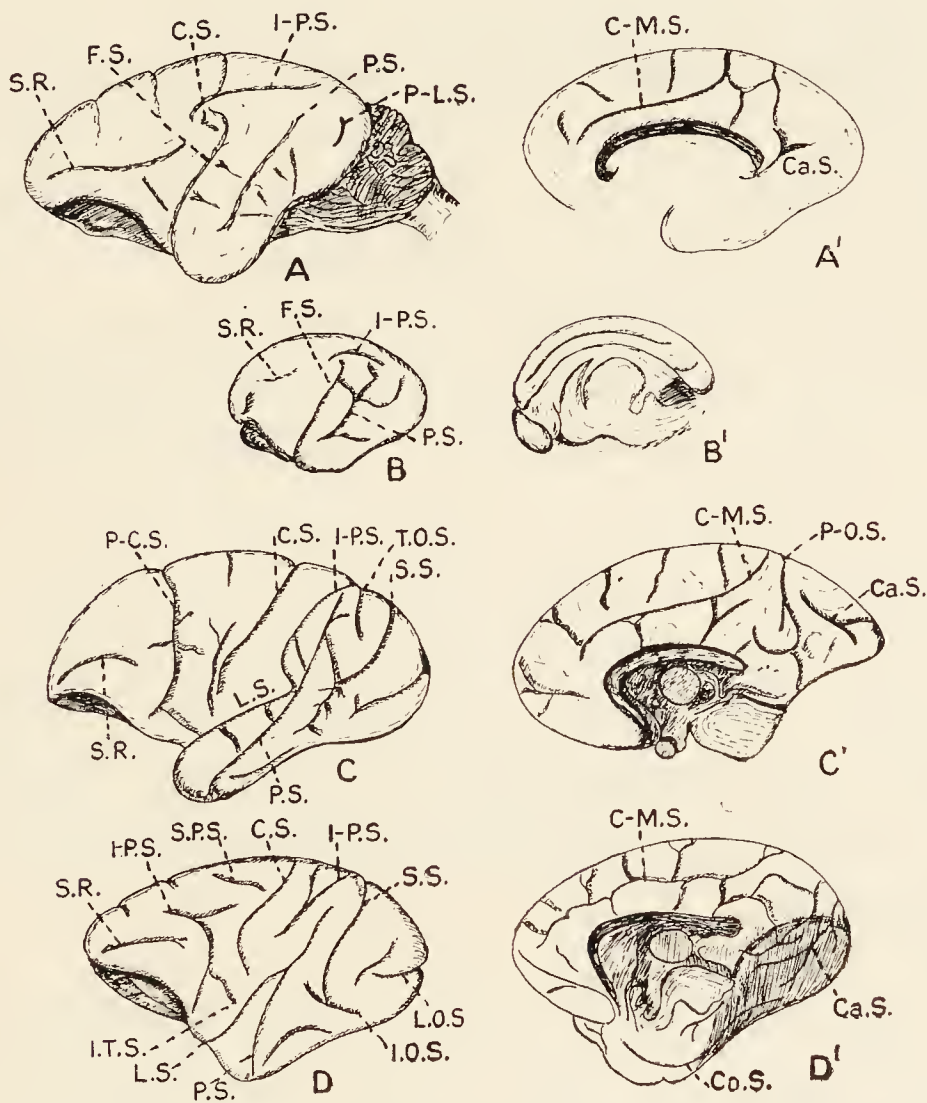 C.S.
I-P.S.
F.S.
P.S.
S.R.
P-L.S.
A
C-M.S.
Ca.S.
A'
F.S.
S.R.
I-P.S.
P.S.
B
B'
P-C.S.
C.S.
I-P.S.
T.O.S.
S.S.
L.S.
S.R.
P.S.
C
C-M.S.
P-O.S.
Ca.S.
C'
S.P.S.
C.S.
I-P.S.
I-P.S.
S.R.
S.S.
L.O.S
I.T.S.
I.O.S.
L.S.
P.S.
D
C-M.S.
Ca.S.
Co.S.
D'